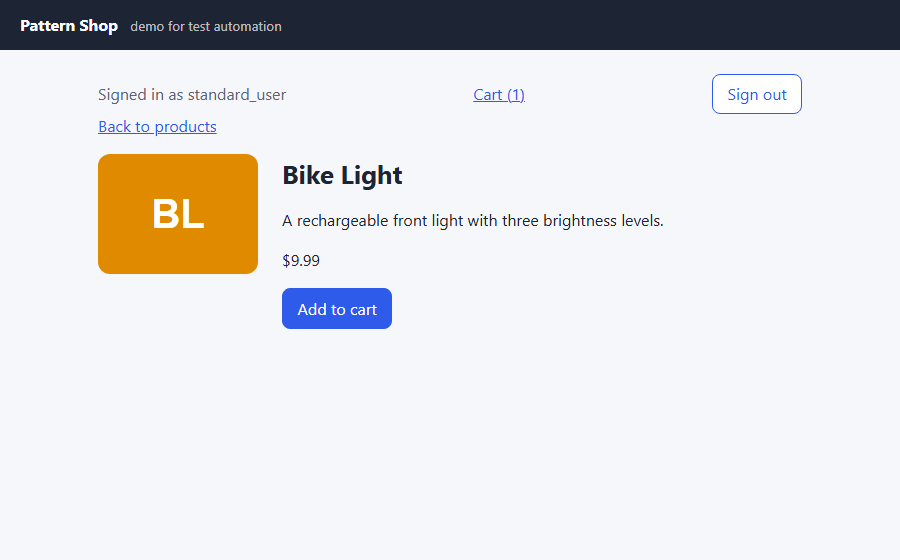 Pattern Shop demo for test automation
Signed in as standard_user Cart (1) Sign out
Back to products
BL
Bike Light
A rechargeable front light with three brightness levels.
$9.99
Add to cart